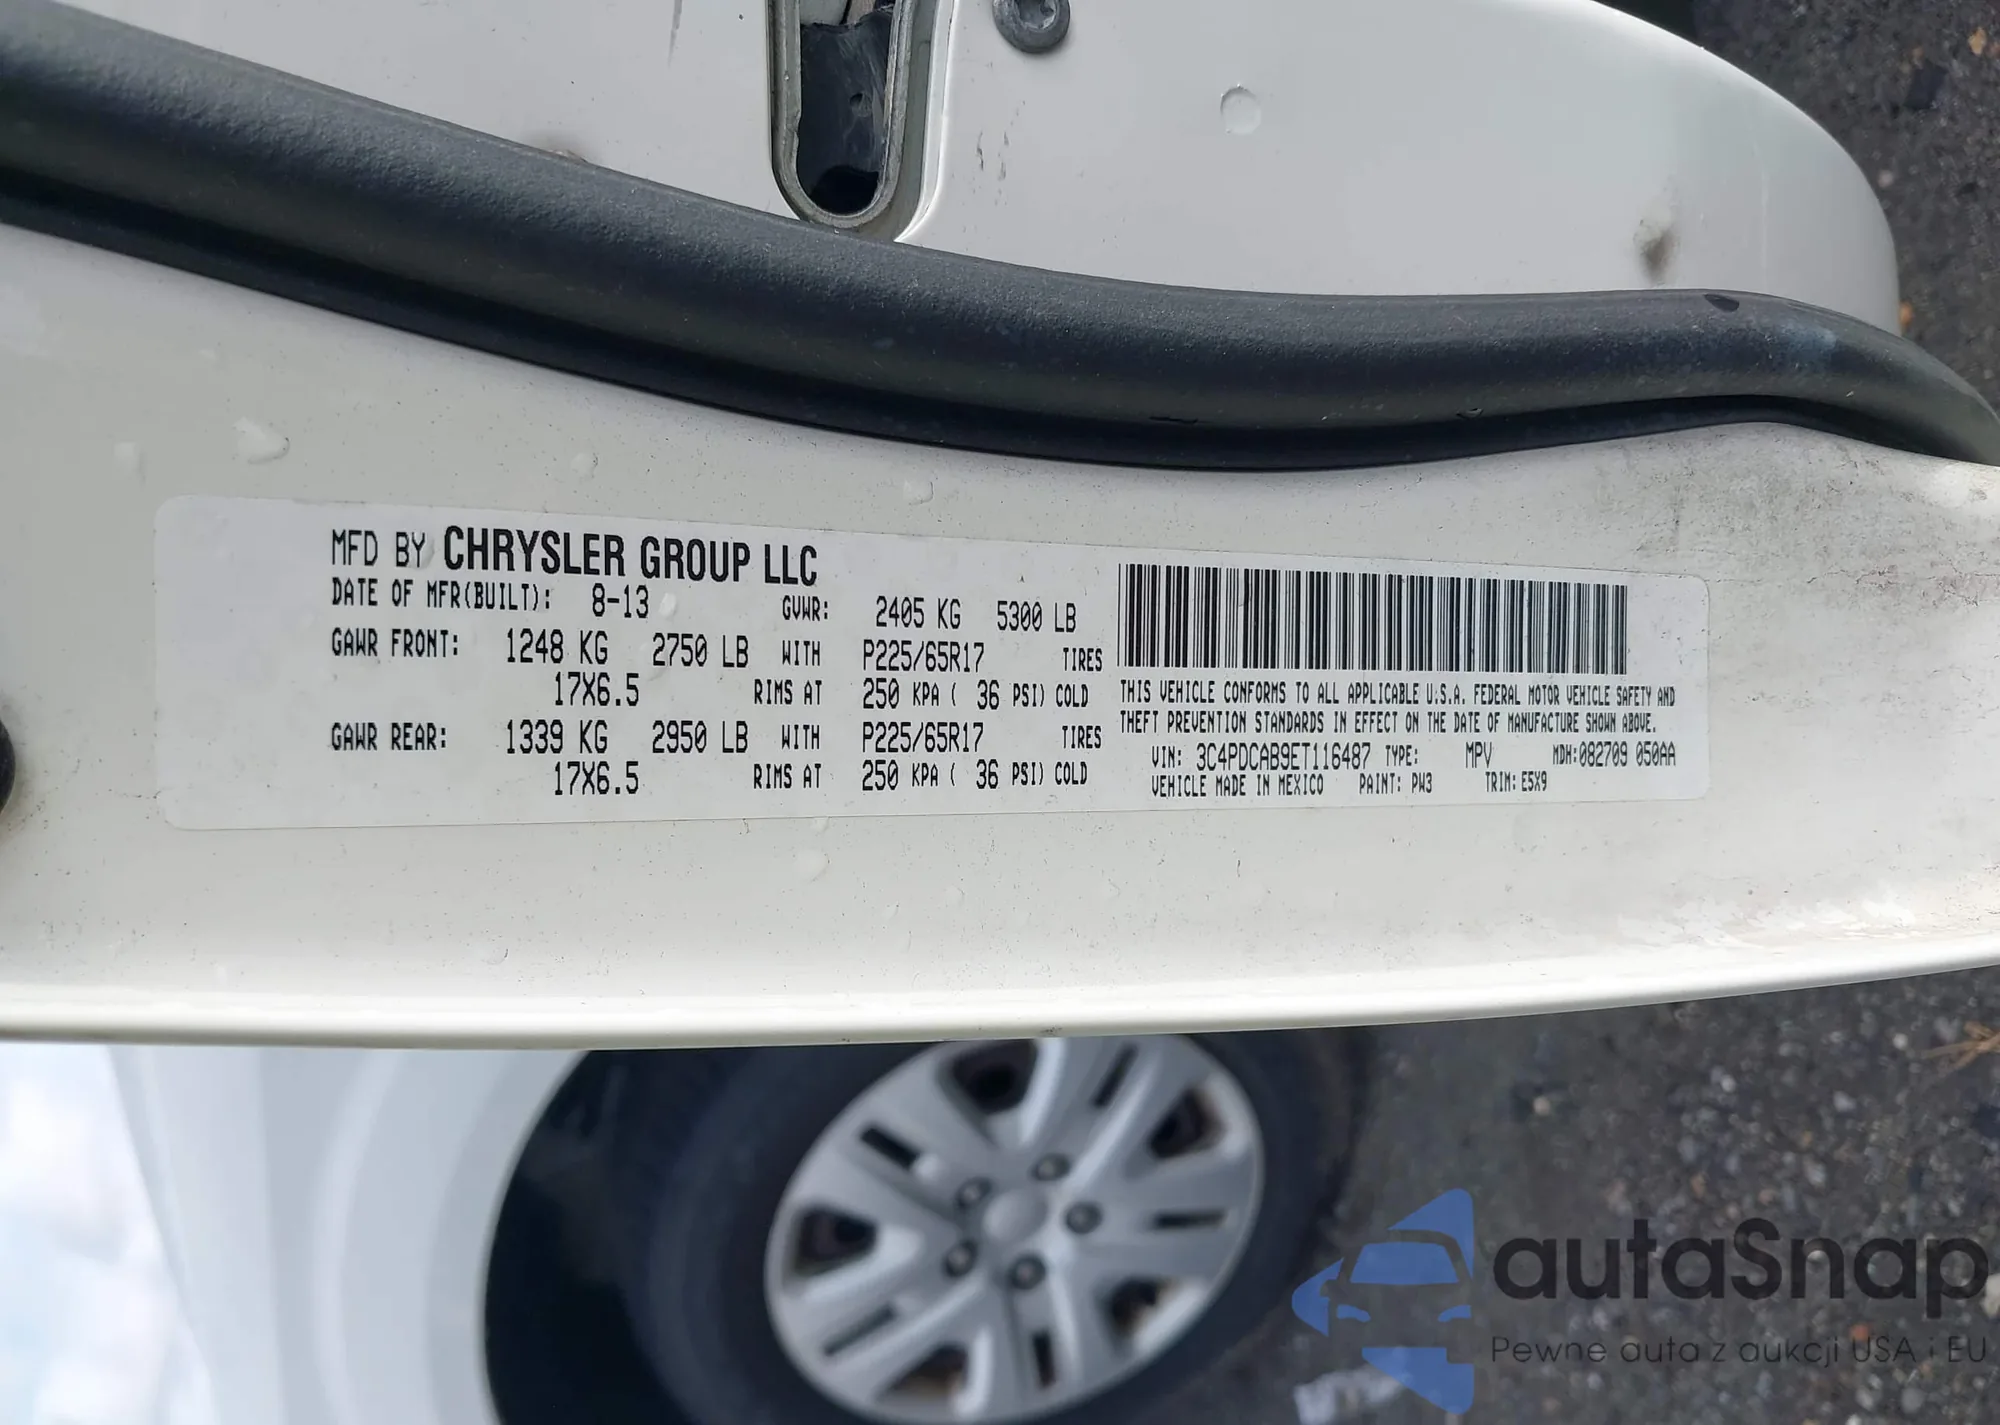 MFD BY CHRYSLER GROUP LLC
DATE OF MFR(BUILT): 8-13 GVWR: 2405 KG 5300 LB
GAWR FRONT: 1248 KG 2750 LB WITH P225/65R17 TIRES
17X6.5 RIMS AT 250 KPA ( 36 PSI) COLD
GAWR REAR: 1339 KG 2950 LB WITH P225/65R17 TIRES
17X6.5 RIMS AT 250 KPA ( 36 PSI) COLD
THIS VEHICLE CONFORMS TO ALL APPLICABLE U.S.A. FEDERAL MOTOR VEHICLE SAFETY AND
THEFT PREVENTION STANDARDS IN EFFECT ON THE DATE OF MANUFACTURE SHOWN ABOVE.
VIN: 3C4PDCAB9ET116487 TYPE: MPV MDH:082709 050AA
VEHICLE MADE IN MEXICO PAINT: PW3 TRIM: E5X9
autaSnap
Pewne auta z aukcji USA i EU